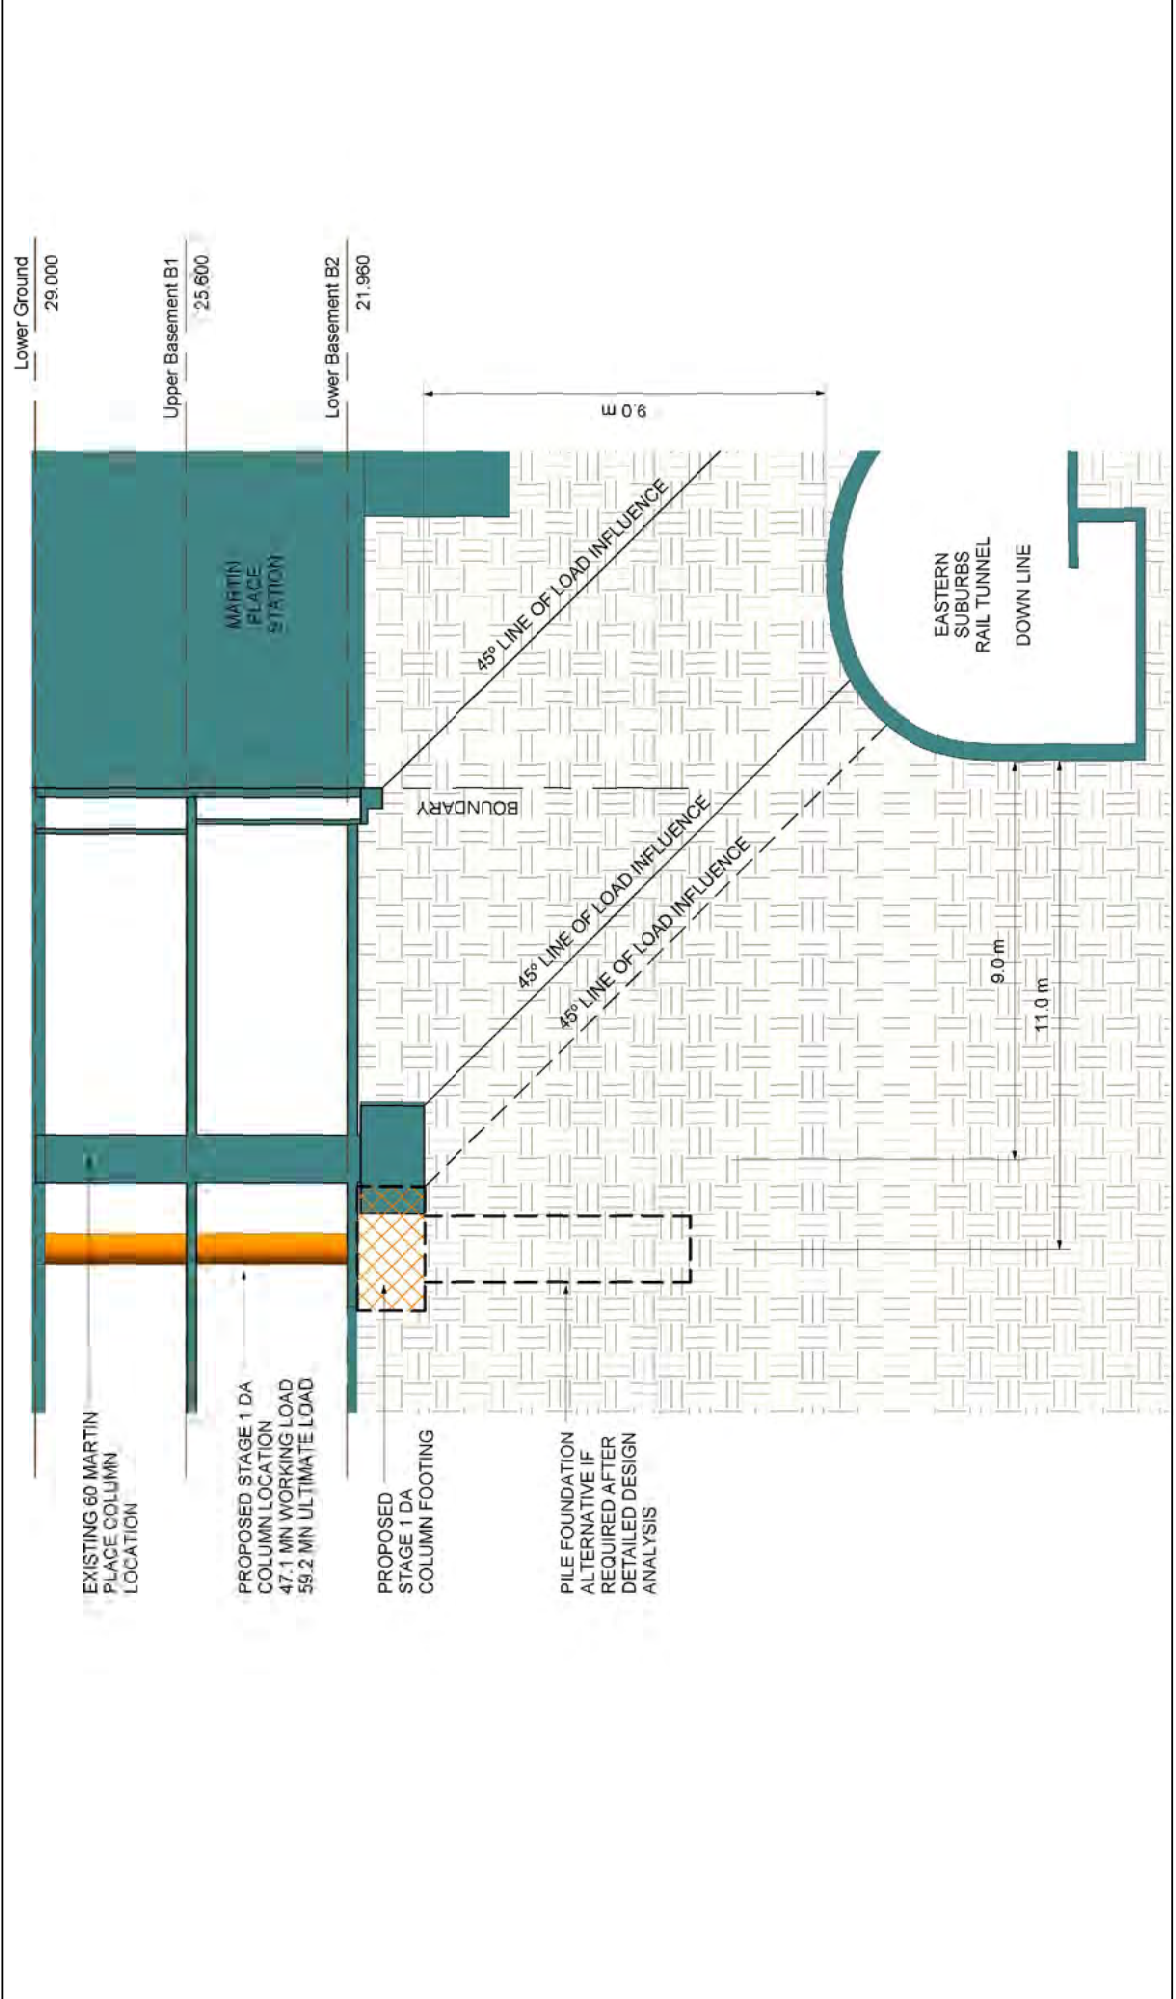 Lower Ground
29.000
Upper Basement B1
25.600
Lower Basement B2
21.960
EXISTING 60 MARTIN
PLACE COLUMN
LOCATION
PROPOSED STAGE 1 DA
COLUMN LOCATION
47.1 MN WORKING LOAD
59.2 MN ULTIMATE LOAD
PROPOSED
STAGE 1 DA
COLUMN FOOTING
PILE FOUNDATION
ALTERNATIVE IF
REQUIRED AFTER
DETAILED DESIGN
ANALYSIS
MARTIN
PLACE
STATION
BOUNDARY
45° LINE OF LOAD INFLUENCE
45° LINE OF LOAD INFLUENCE
45° LINE OF LOAD INFLUENCE
9.0 m
EASTERN
SUBURBS
RAIL TUNNEL
DOWN LINE
9.0 m
11.0 m